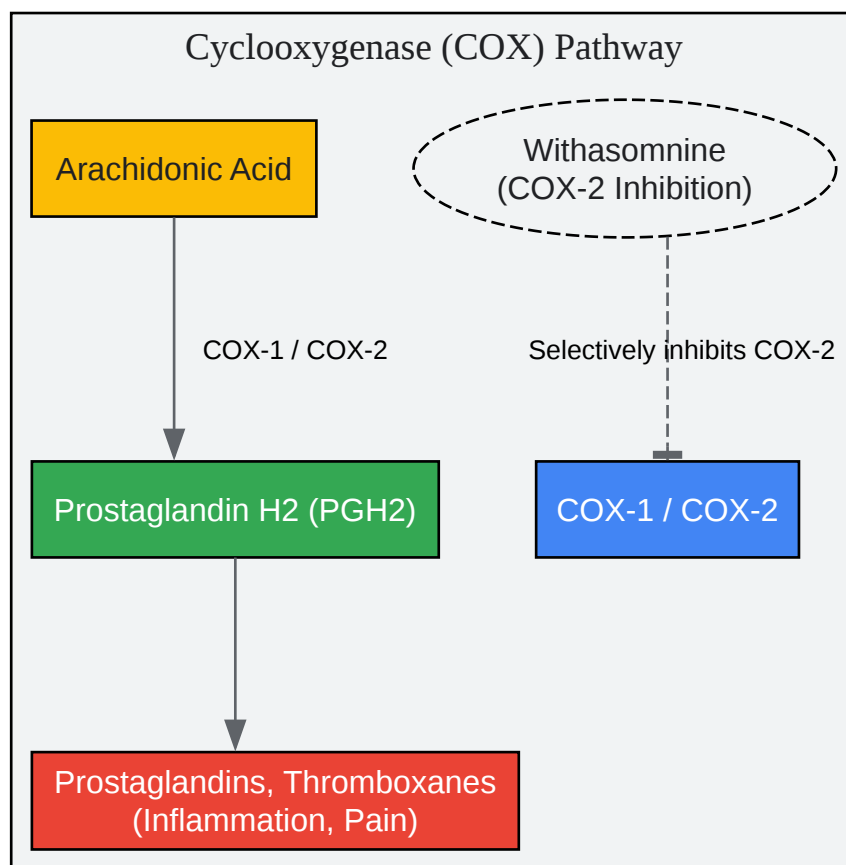 Cyclooxygenase (COX) Pathway
Arachidonic Acid
Withasomnine
(COX-2 Inhibition)
COX-1 / COX-2
Selectively inhibits COX-2
Prostaglandin H2 (PGH2)
COX-1 / COX-2
Prostaglandins, Thromboxanes
(Inflammation, Pain)